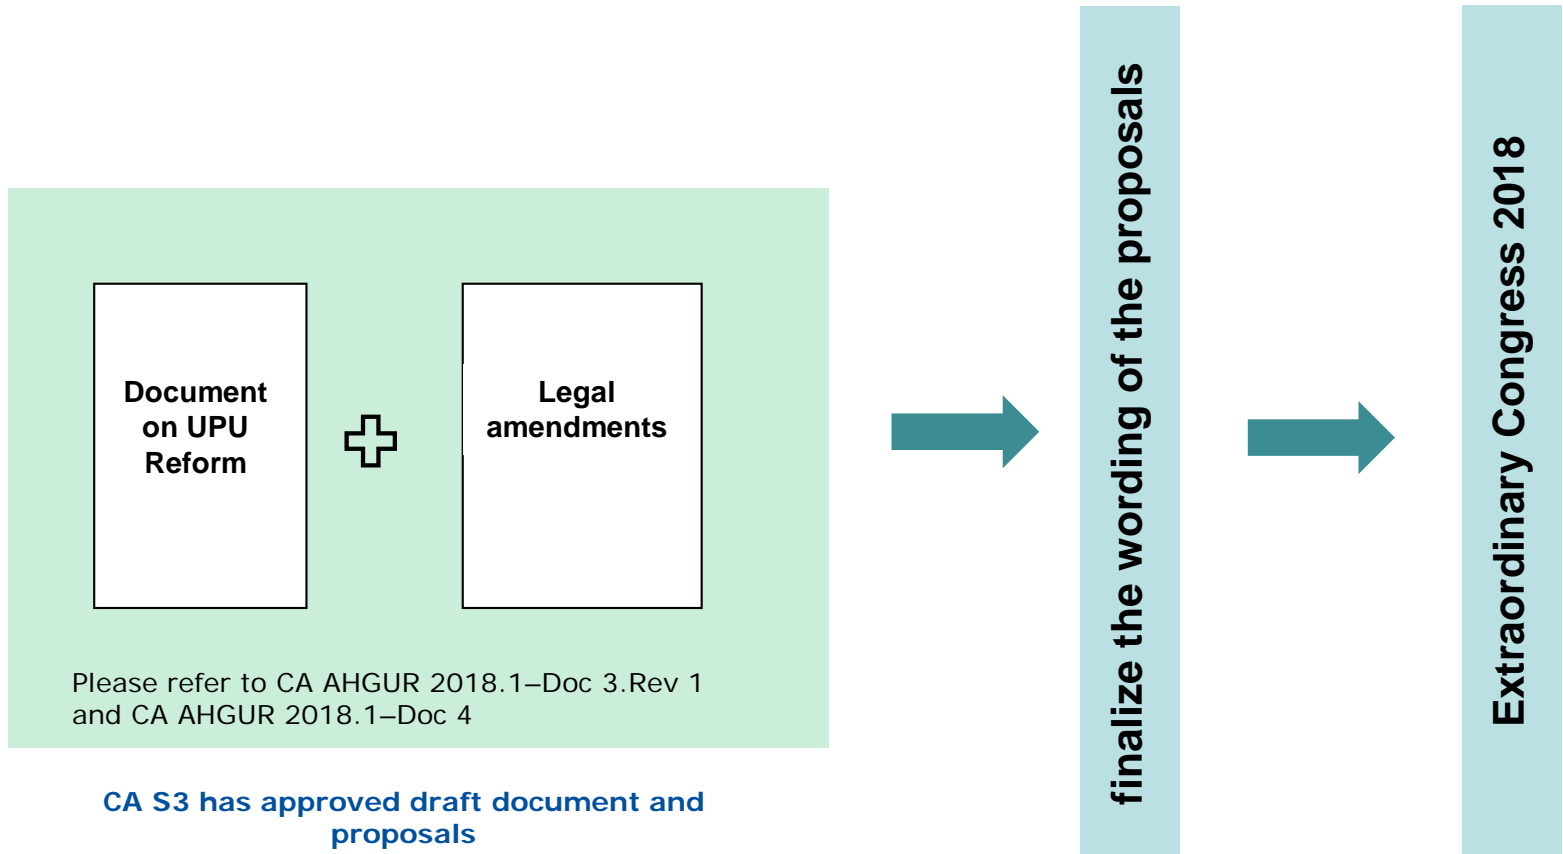 Document
on UPU
Reform
Legal
amendments
Please refer to CA AHGUR 2018.1–Doc 3.Rev 1
and CA AHGUR 2018.1–Doc 4
CA S3 has approved draft document and
proposals
finalize the wording of the proposals
Extraordinary Congress 2018